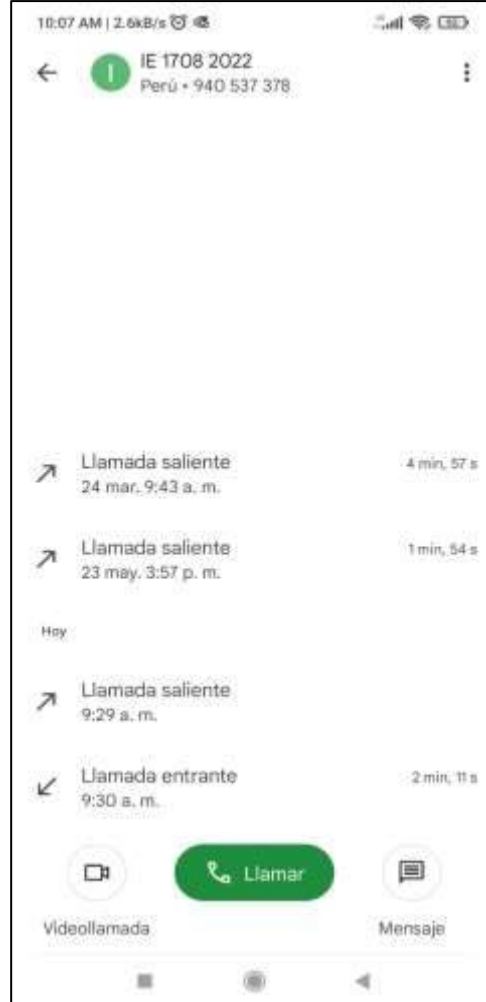 10:07 AM | 2.6kB/s
I
IE 1708 2022
Perú • 940 537 378
Llamada saliente
4 min, 57 s
24 mar. 9:43 a. m.
Llamada saliente
1 min, 54 s
23 may. 3:57 p. m.
Hoy
Llamada saliente
9:29 a. m.
Llamada entrante
2 min, 11 s
9:30 a. m.
Llamar
Videollamada
Mensaje